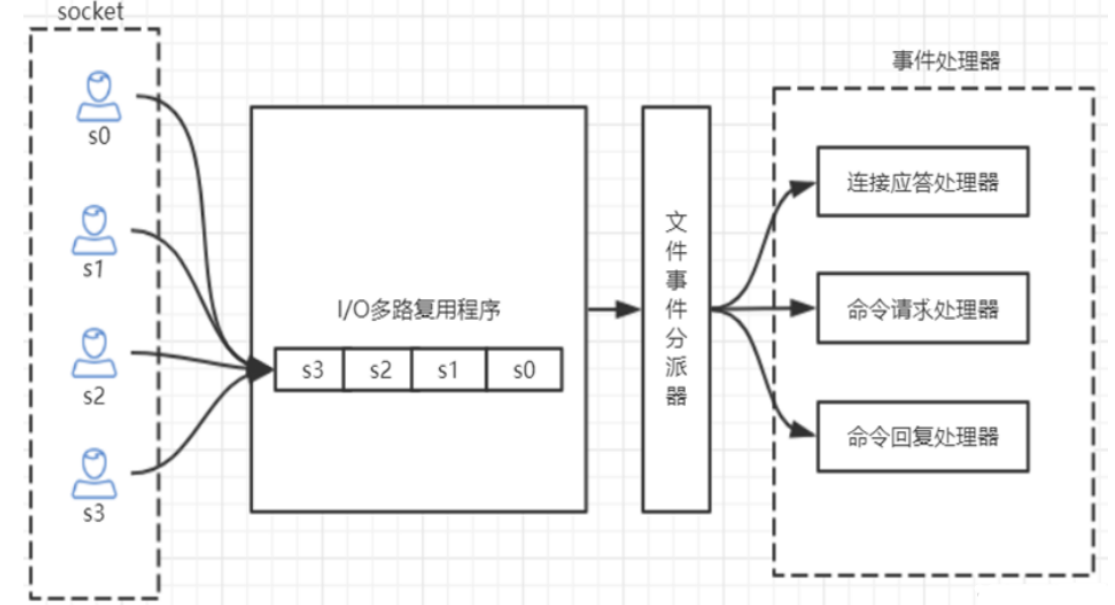 socket
s0
s1
s2
s3
I/O多路复用程序
s3 s2 s1 s0
文件事件分派器
事件处理器
连接应答处理器
命令请求处理器
命令回复处理器